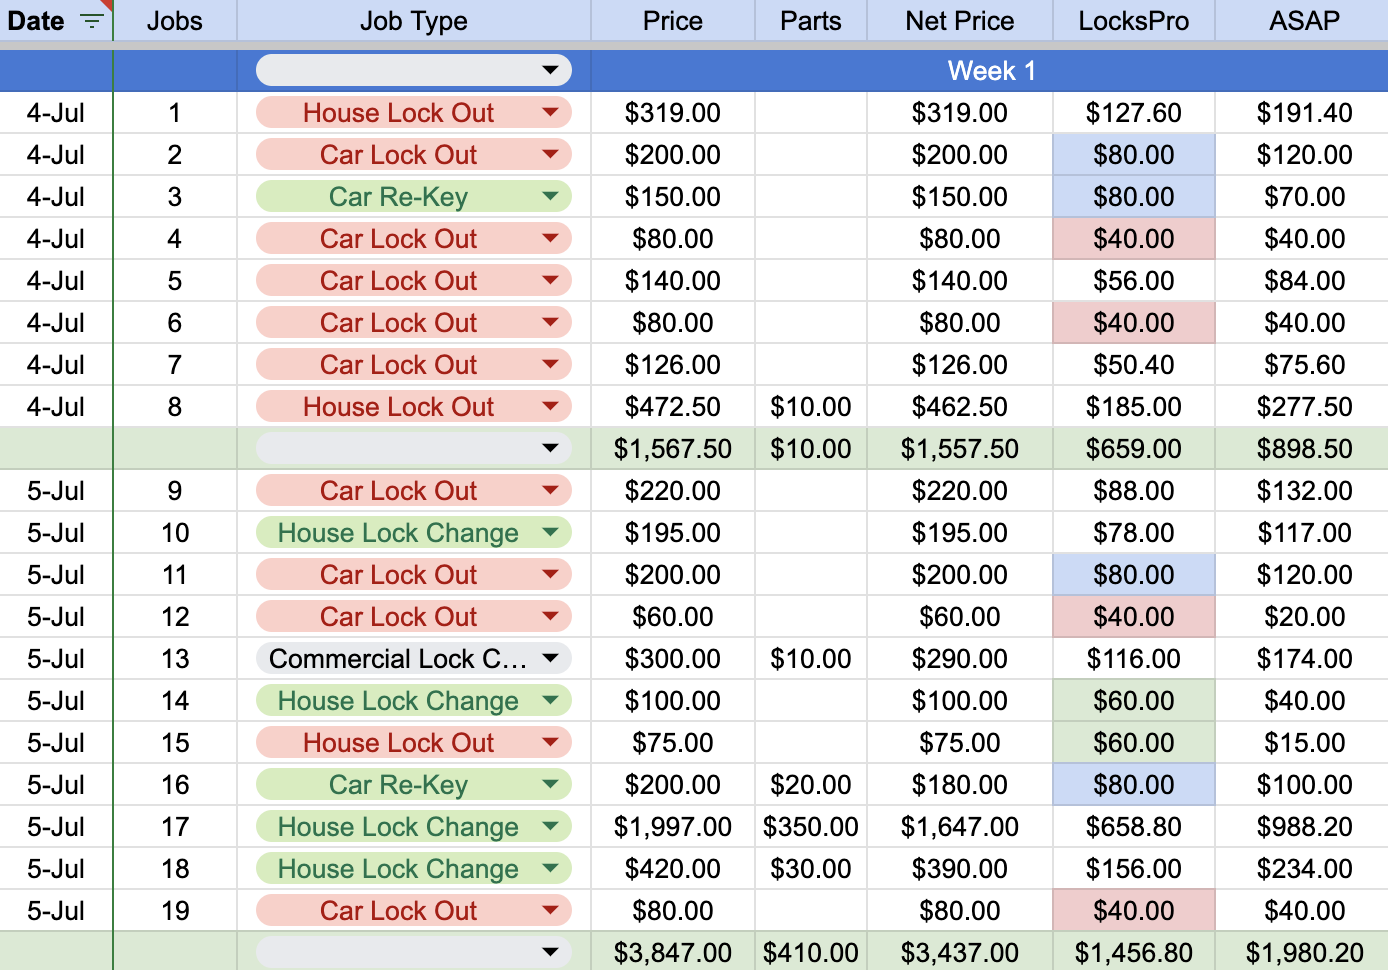 Date Jobs Job Type Price Parts Net Price LocksPro ASAP
Week 1
4-Jul 1 House Lock Out $319.00 $319.00 $127.60 $191.40
4-Jul 2 Car Lock Out $200.00 $200.00 $80.00 $120.00
4-Jul 3 Car Re-Key $150.00 $150.00 $80.00 $70.00
4-Jul 4 Car Lock Out $80.00 $80.00 $40.00 $40.00
4-Jul 5 Car Lock Out $140.00 $140.00 $56.00 $84.00
4-Jul 6 Car Lock Out $80.00 $80.00 $40.00 $40.00
4-Jul 7 Car Lock Out $126.00 $126.00 $50.40 $75.60
4-Jul 8 House Lock Out $472.50 $10.00 $462.50 $185.00 $277.50
$1,567.50 $10.00 $1,557.50 $659.00 $898.50
5-Jul 9 Car Lock Out $220.00 $220.00 $88.00 $132.00
5-Jul 10 House Lock Change $195.00 $195.00 $78.00 $117.00
5-Jul 11 Car Lock Out $200.00 $200.00 $80.00 $120.00
5-Jul 12 Car Lock Out $60.00 $60.00 $40.00 $20.00
5-Jul 13 Commercial Lock C... $300.00 $10.00 $290.00 $116.00 $174.00
5-Jul 14 House Lock Change $100.00 $100.00 $60.00 $40.00
5-Jul 15 House Lock Out $75.00 $75.00 $60.00 $15.00
5-Jul 16 Car Re-Key $200.00 $20.00 $180.00 $80.00 $100.00
5-Jul 17 House Lock Change $1,997.00 $350.00 $1,647.00 $658.80 $988.20
5-Jul 18 House Lock Change $420.00 $30.00 $390.00 $156.00 $234.00
5-Jul 19 Car Lock Out $80.00 $80.00 $40.00 $40.00
$3,847.00 $410.00 $3,437.00 $1,456.80 $1,980.20